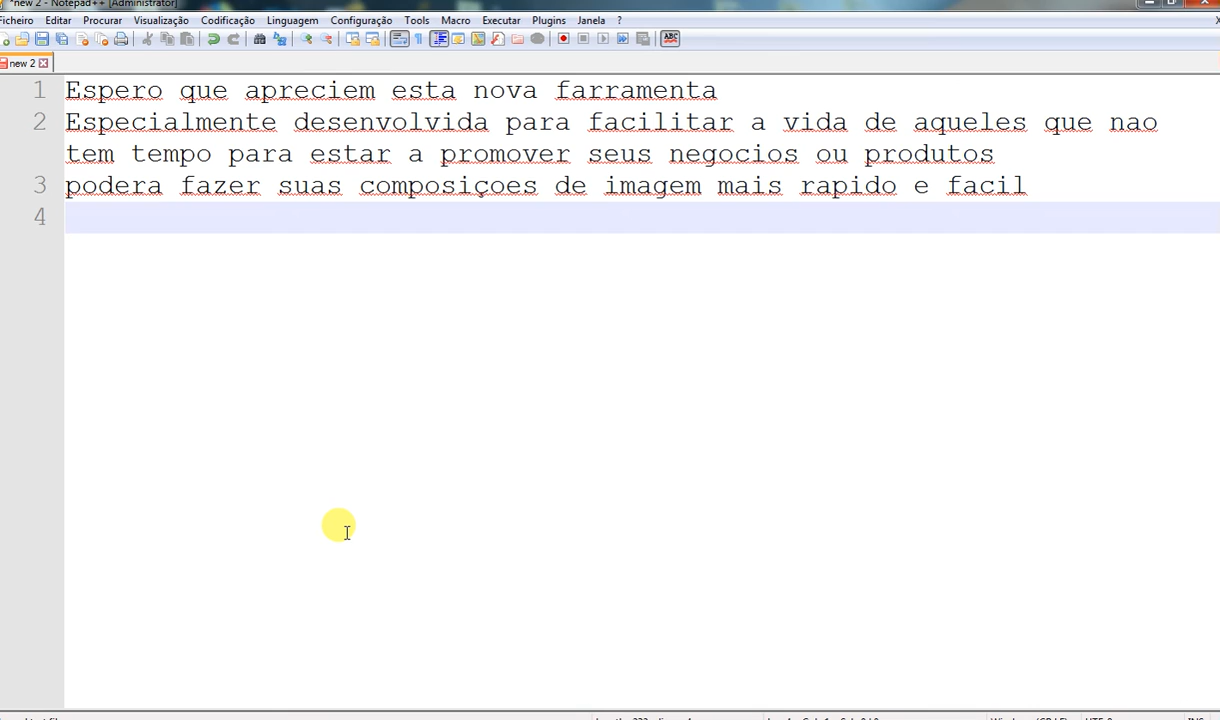 *new 2 - Notepad++ [Administrator]
Ficheiro Editar Procurar Visualização Codificação Linguagem Configuração Tools Macro Executar Plugins Janela ?
ABC
new 2
1 Espero que apreciem esta nova farramenta
2 Especialmente desenvolvida para facilitar a vida de aqueles que nao
tem tempo para estar a promover seus negocios ou produtos
3 podera fazer suas composiçoes de imagem mais rapido e facil
4